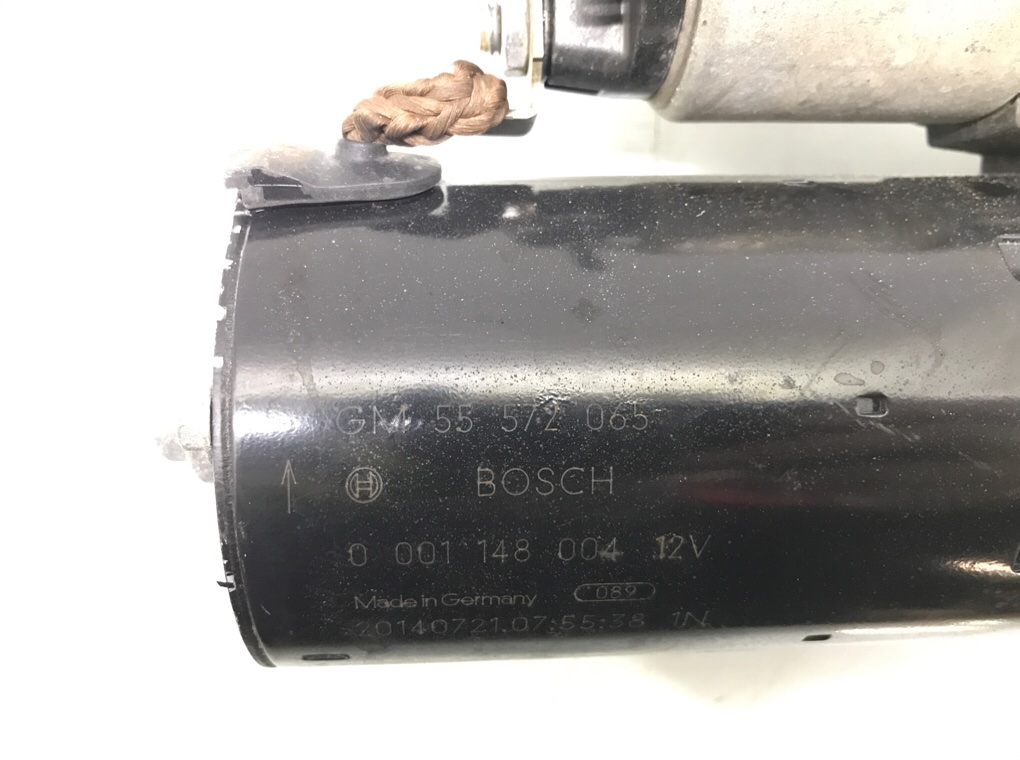 GM 55 572 065
BOSCH
0 001 148 004 12V
Made in Germany 089
20140721.07:55:38 1N